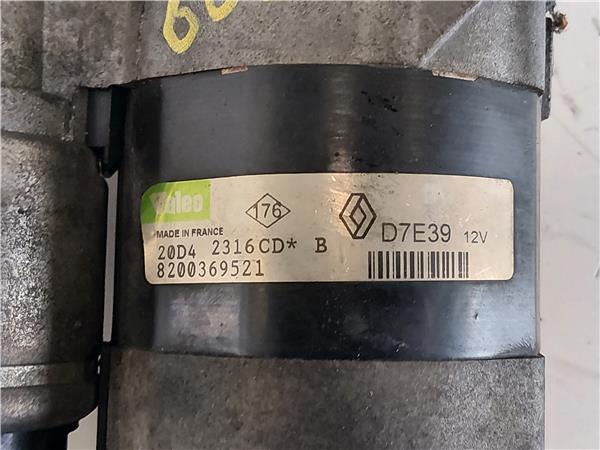 Valeo
176
MADE IN FRANCE
D7E39 12V
20D4 2316CD* B
8200369521